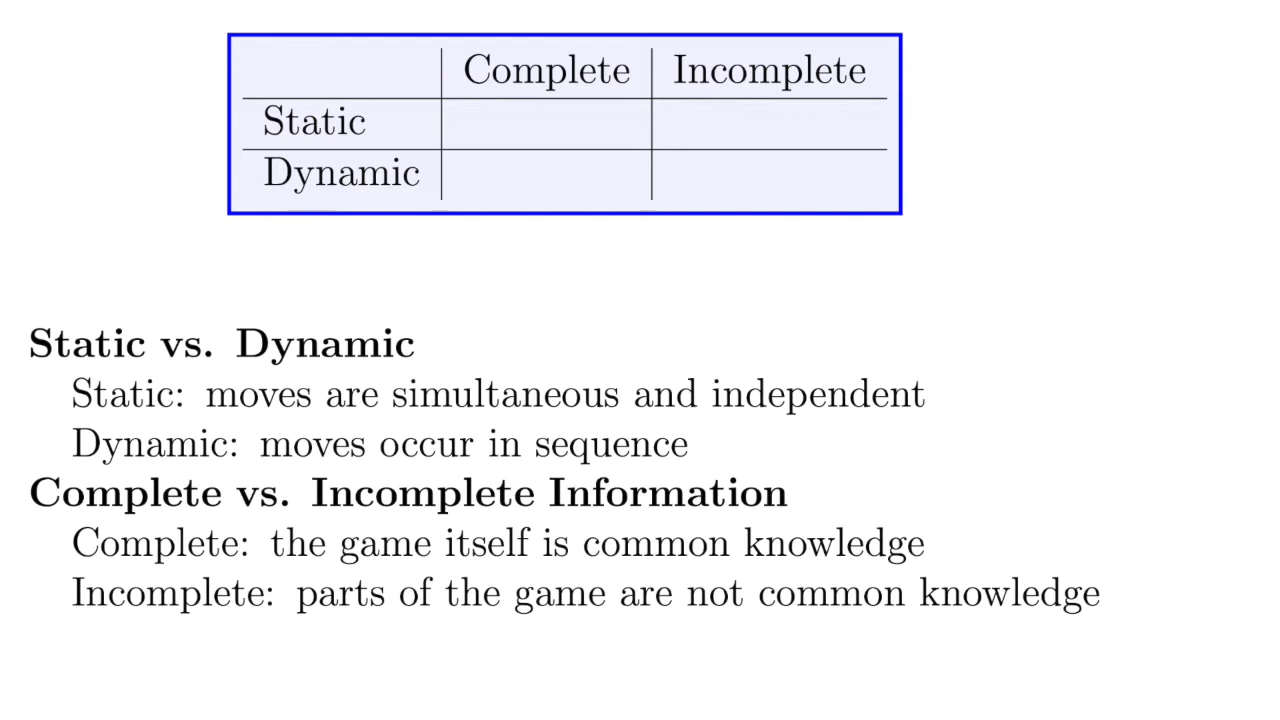 Complete Incomplete
Static
Dynamic
Static vs. Dynamic
Static: moves are simultaneous and independent
Dynamic: moves occur in sequence
Complete vs. Incomplete Information
Complete: the game itself is common knowledge
Incomplete: parts of the game are not common knowledge